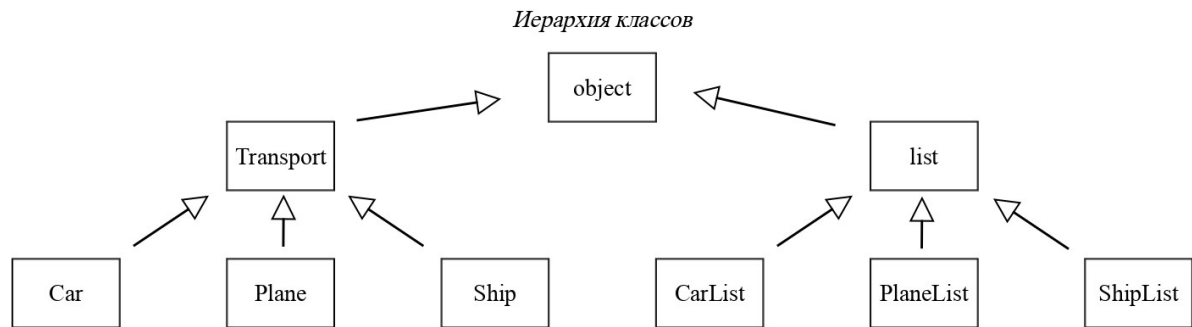 Иерархия классов
object
Transport
list
Car
Plane
Ship
CarList
PlaneList
ShipList